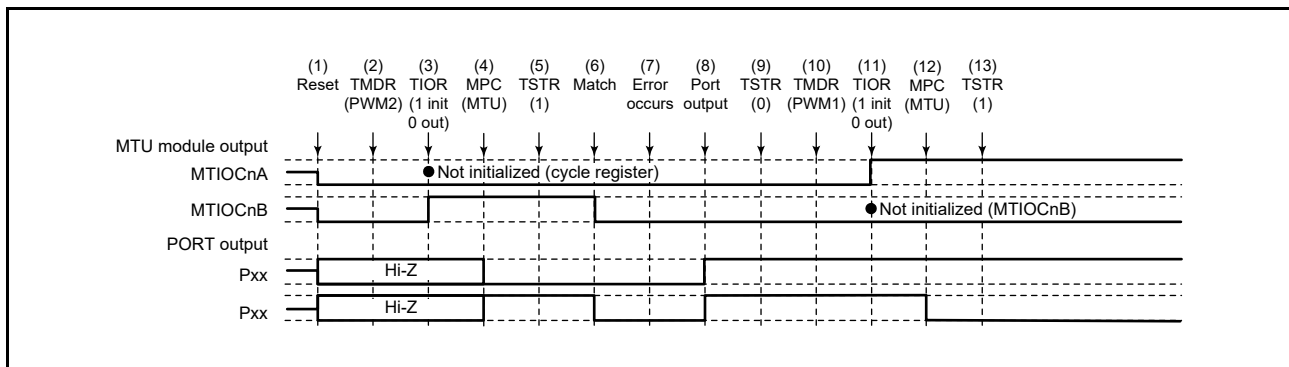 (1) (2) (3) (4) (5) (6) (7) (8) (9) (10) (11) (12) (13)
Reset TMDR TIOR MPC TSTR Match Error Port TSTR TMDR TIOR MPC TSTR
(PWM2) (1 init (MTU) (1) occurs output (0) (PWM1) (1 init (MTU) (1)
0 out) 0 out)
MTU module output
MTIOCnA
Not initialized (cycle register)
MTIOCnB
Not initialized (MTIOCnB)
PORT output
Pxx
Hi-Z
Pxx
Hi-Z